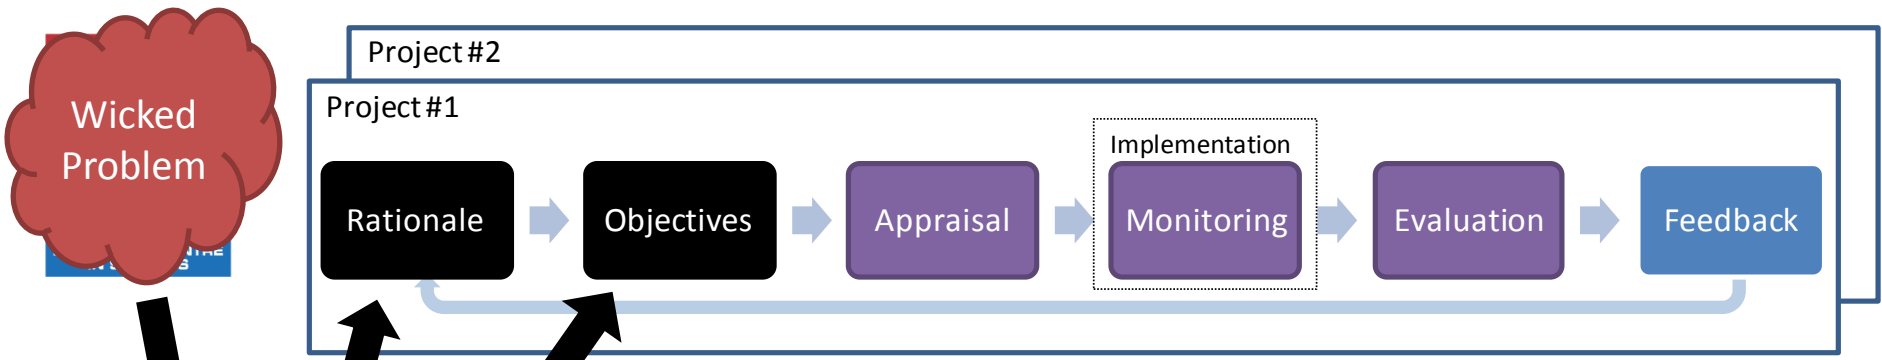 Wicked
Problem
Project #2
Project #1
Implementation
Rationale
Objectives
Appraisal
Monitoring
Evaluation
Feedback